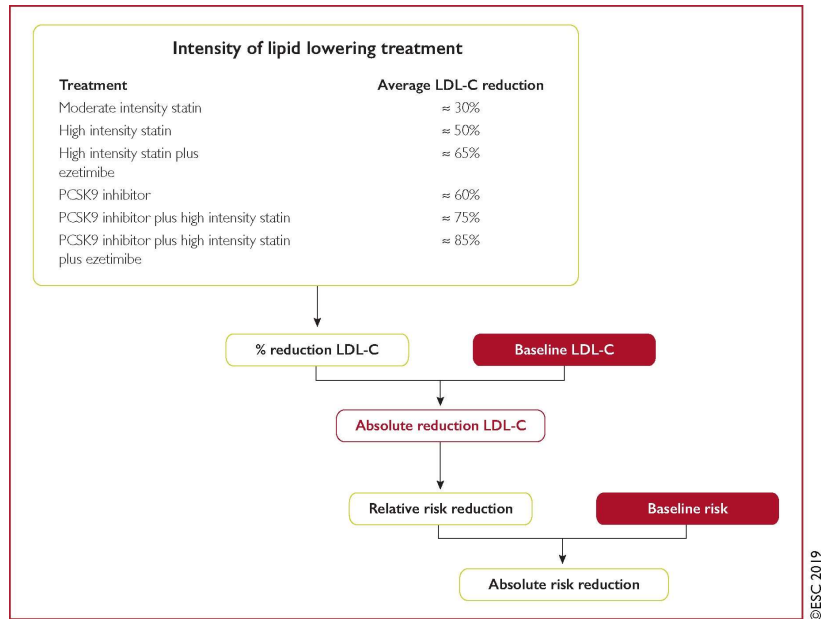 Intensity of lipid lowering treatment
Treatment Average LDL-C reduction
Moderate intensity statin ≈ 30%
High intensity statin ≈ 50%
High intensity statin plus ≈ 65%
ezetimibe
PCSK9 inhibitor ≈ 60%
PCSK9 inhibitor plus high intensity statin ≈ 75%
PCSK9 inhibitor plus high intensity statin ≈ 85%
plus ezetimibe
% reduction LDL-C Baseline LDL-C
Absolute reduction LDL-C
Relative risk reduction Baseline risk
Absolute risk reduction
©ESC 2019